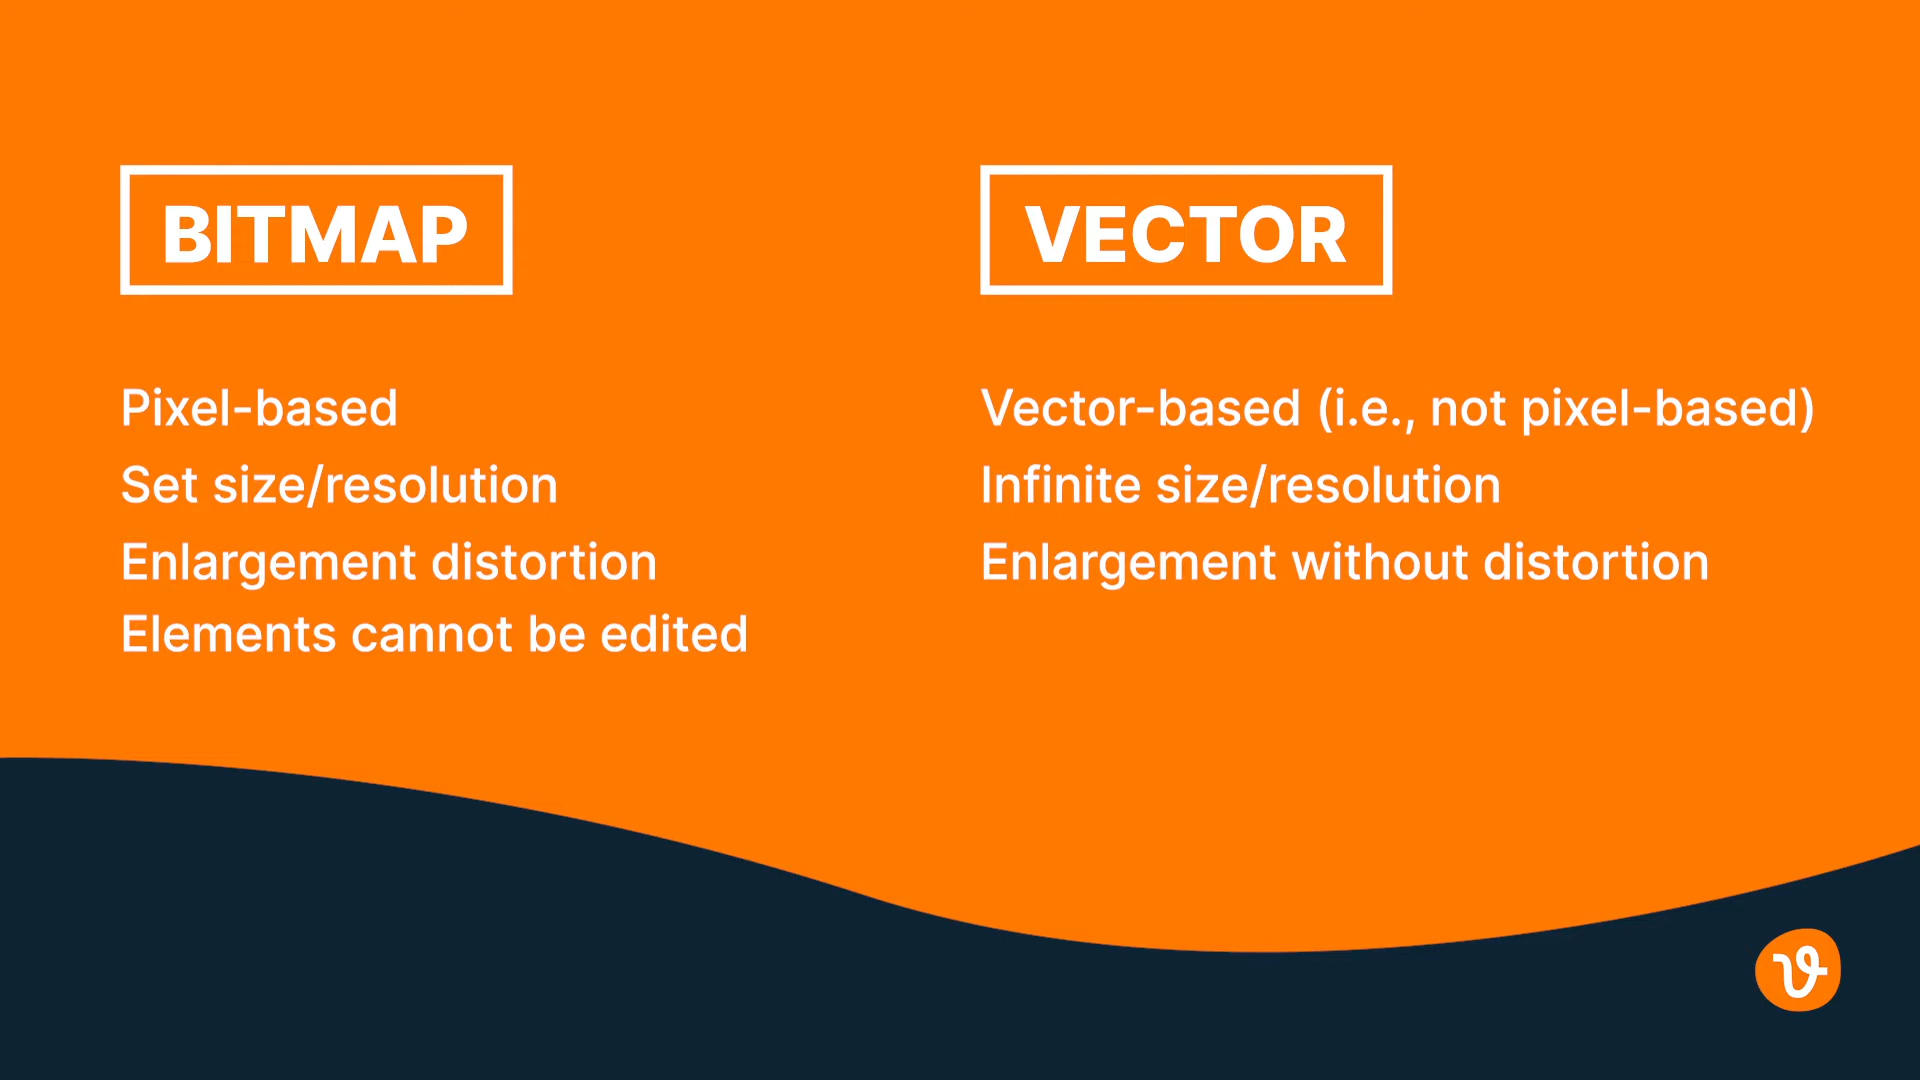 BITMAP
Pixel-based
Set size/resolution
Enlargement distortion
Elements cannot be edited
VECTOR
Vector-based (i.e., not pixel-based)
Infinite size/resolution
Enlargement without distortion